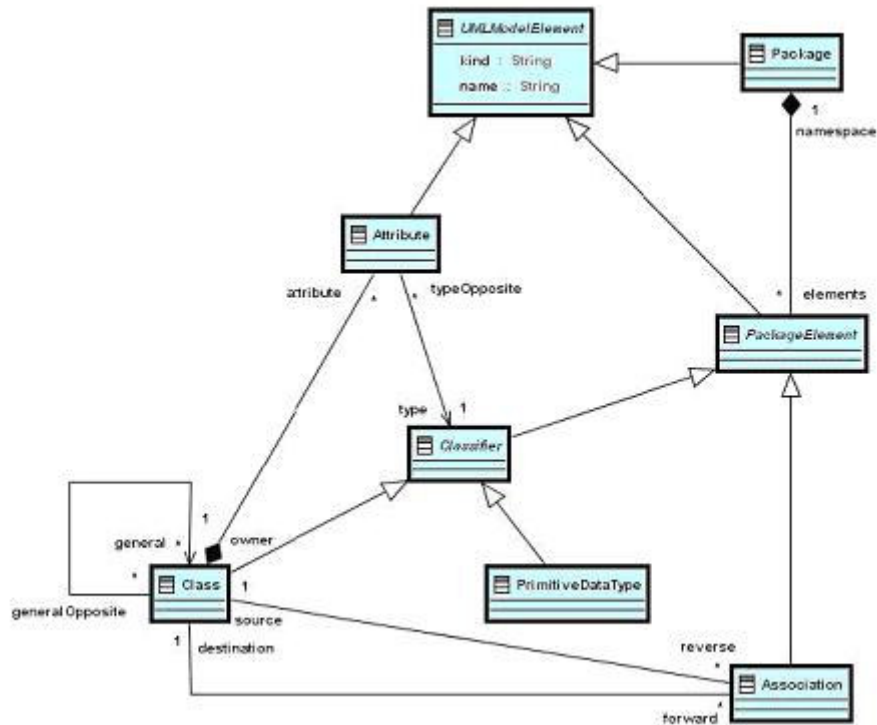 UMLModelElement
kind : String
name : String
Package
1
namespace
Attribute
attribute
*
*
typeOpposite
*
elements
PackageElement
type
1
Classifier
1
general
*
owner
*
Class
1
PrimitiveDataType
generalOpposite
source
1
destination
reverse
*
Association
*
forward